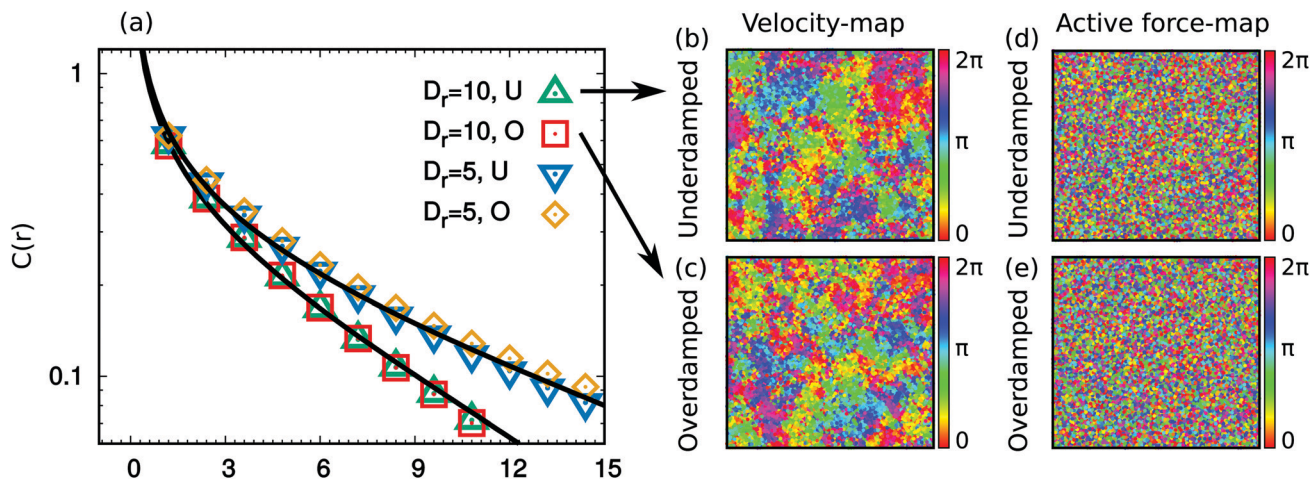 (a)
C(r)
1
0.1
0 3 6 9 12 15
D_r=10, U
D_r=10, O
D_r=5, U
D_r=5, O
Velocity-map
Active force-map
(b)
Underdamped
2π
π
0
(d)
Underdamped
2π
π
0
(c)
Overdamped
2π
π
0
(e)
Overdamped
2π
π
0